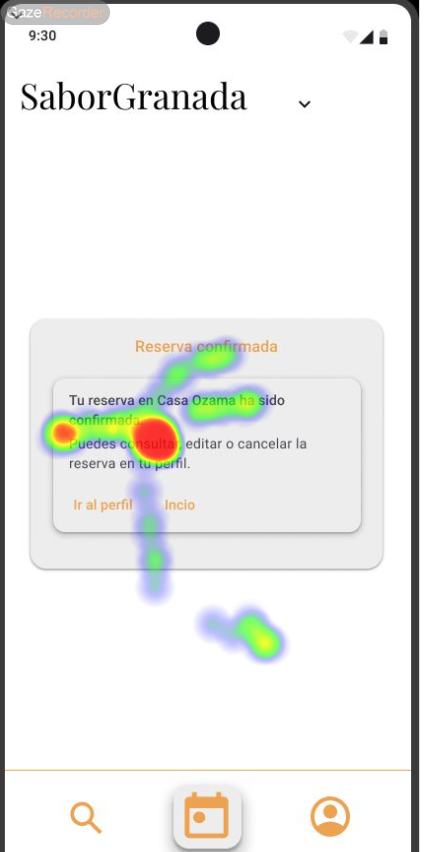 GazeRecorder
9:30
SaborGranada
Reserva confirmada
Tu reserva en Casa Ozama ha sido
confirmada
Puedes consultar, editar o cancelar la
reserva en tu perfil.
Ir al perfil
Incio